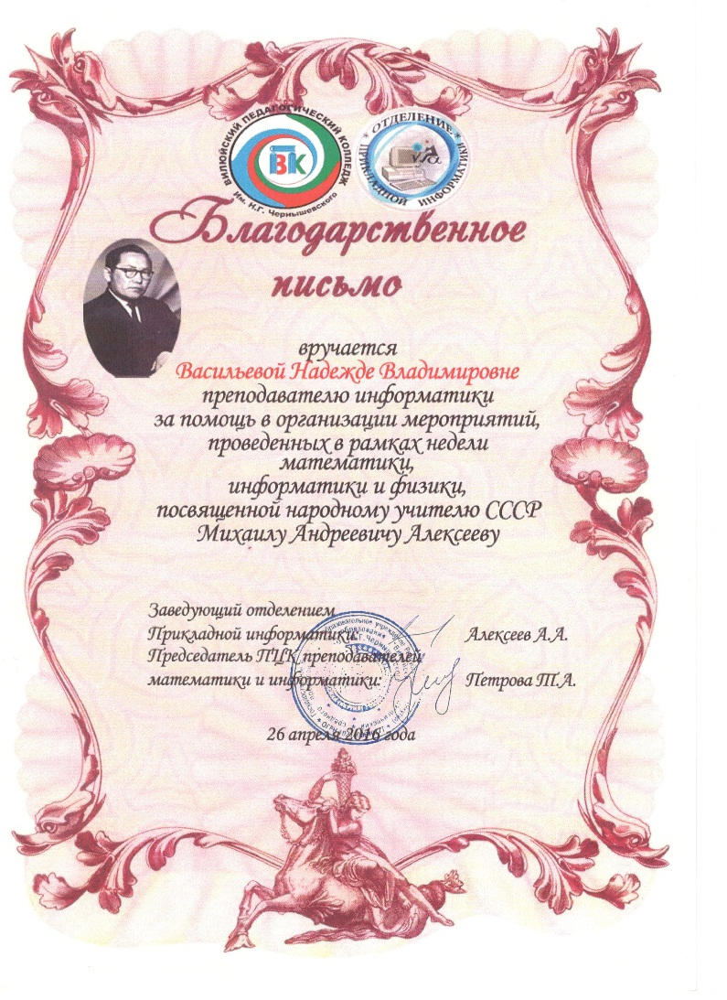 ВИЛЮЙСКИЙ ПЕДАГОГИЧЕСКИЙ КОЛЛЕДЖ
Им. Н.Г. Чернышевского
ВК
ОТДЕЛЕНИЕ
ПРИКЛАДНОЙ ИНФОРМАТИКИ
Благодарственное
письмо
вручается
Васильевой Надежде Владимировне
преподавателю информатики
за помощь в организации мероприятий,
проведенных в рамках недели
математики,
информатики и физики,
посвященной народному учителю СССР
Михаилу Андреевичу Алексееву
Заведующий отделением
Прикладной информатики: Алексеев А.А.
Председатель ПЦК преподавателей
математики и информатики: Петрова Т.А.
26 апреля 2016 года